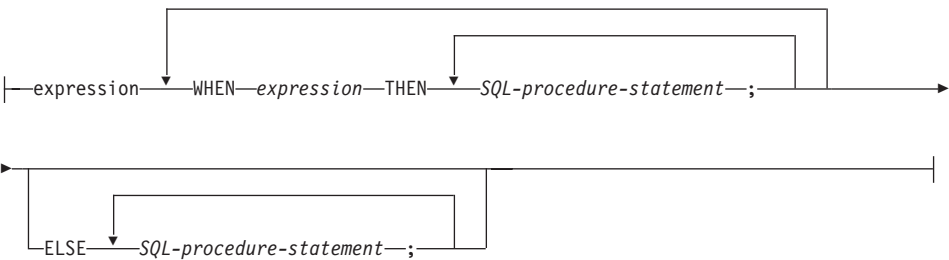 expression WHEN expression THEN SQL-procedure-statement ;
ELSE SQL-procedure-statement ;